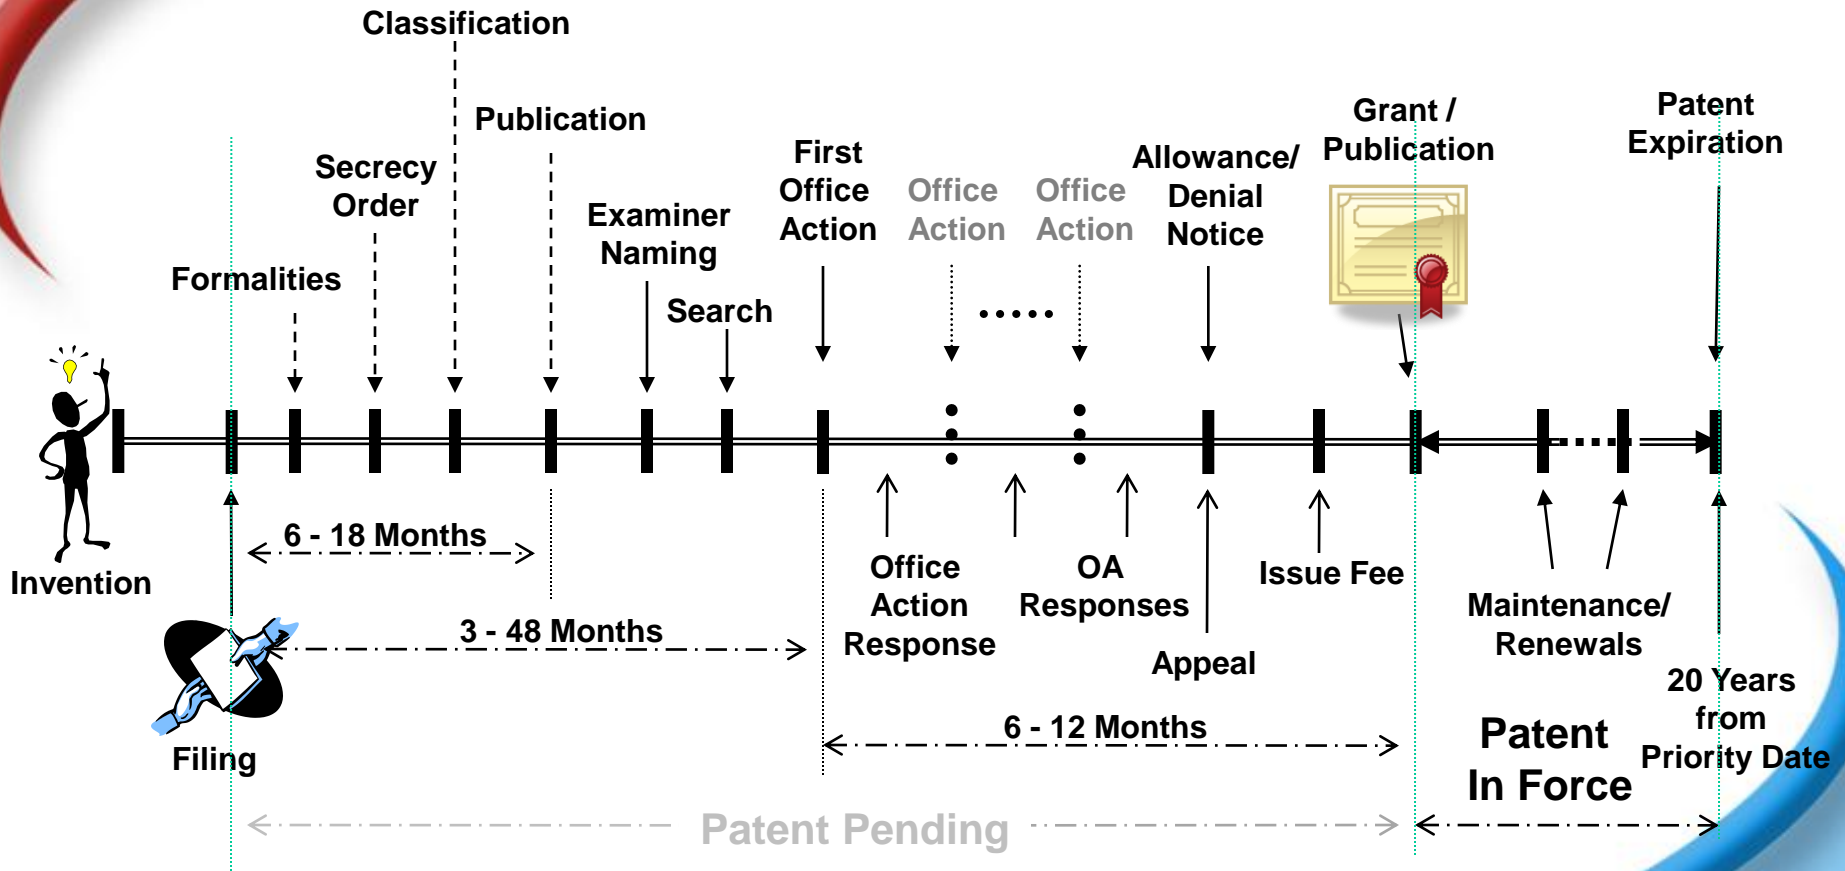 Classification
Publication
Secrecy
Order
Formalities
Examiner
Naming
Search
First
Office
Action
Office
Action
.....
Office
Action
Allowance/
Denial
Notice
Grant /
Publication
Patent
Expiration
Invention
Filing
6 - 18 Months
3 - 48 Months
Office
Action
Response
OA
Responses
Appeal
Issue Fee
Maintenance/
Renewals
20 Years
from
Priority Date
6 - 12 Months
Patent
In Force
Patent Pending